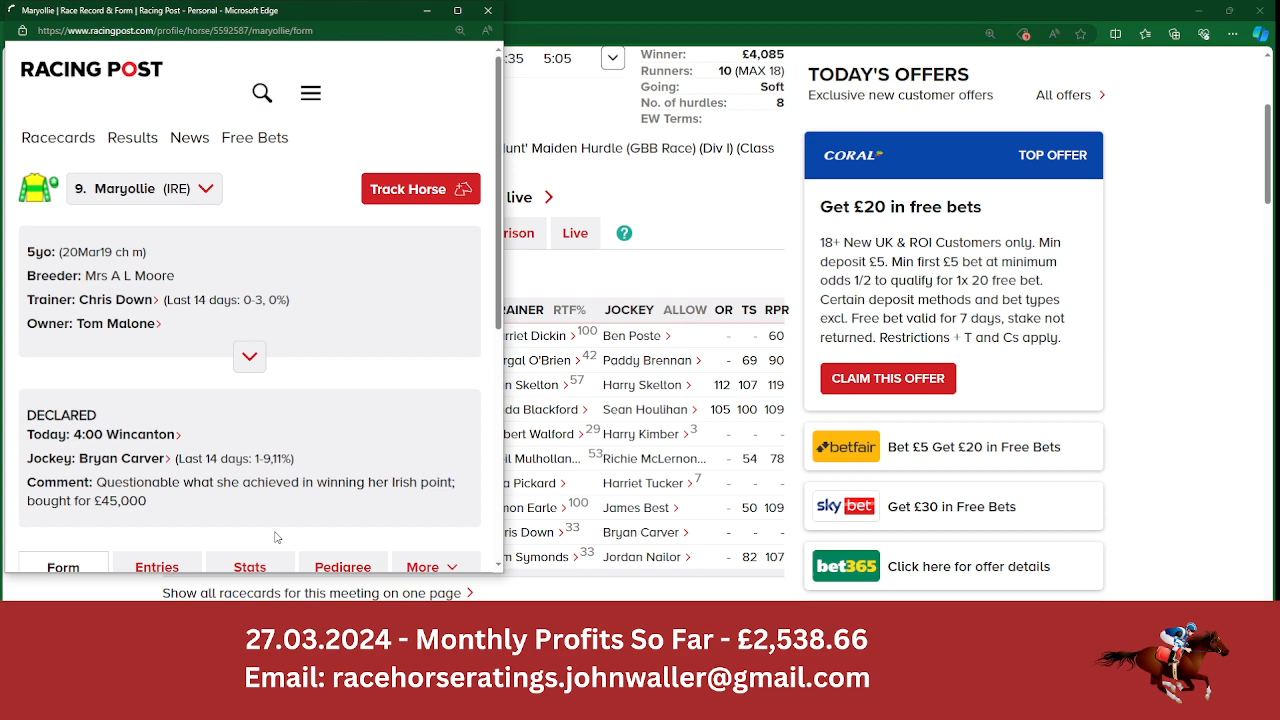 Maryollie | Race Record & Form | Racing Post - Personal - Microsoft Edge
https://www.racingpost.com/profile/horse/5592587/maryollie/form
RACING POST
Racecards Results News Free Bets
9. Maryollie (IRE)
Track Horse
5yo: (20Mar19 ch m)
Breeder: Mrs A L Moore
Trainer: Chris Down› (Last 14 days: 0-3, 0%)
Owner: Tom Malone›
DECLARED
Today: 4:00 Wincanton›
Jockey: Bryan Carver› (Last 14 days: 1-9,11%)
Comment: Questionable what she achieved in winning her Irish point;
bought for £45,000
Form Entries Stats Pedigree More
:35 5:05
Winner: £4,085
Runners: 10 (MAX 18)
Going: Soft
No. of hurdles: 8
EW Terms:
unt' Maiden Hurdle (GBB Race) (Div I) (Class
live
rison Live ?
RAINER RTF% JOCKEY ALLOW OR TS RPR
rriet Dickin › 100 Ben Poste › - - 60
rgal O'Brien › 42 Paddy Brennan › - 69 90
n Skelton › 57 Harry Skelton › 112 107 119
da Blackford › Sean Houlihan › 105 100 109
bert Walford › 29 Harry Kimber › 3 - - -
il Mulhollan... 53 Richie McLernon... - 54 78
a Pickard › Harriet Tucker › 7 - - -
mon Earle › 100 James Best › - 50 109
ris Down › 33 Bryan Carver › - - -
m Symonds › 33 Jordan Nailor › - 82 107
Show all racecards for this meeting on one page
TODAY'S OFFERS
Exclusive new customer offers All offers
CORAL TOP OFFER
Get £20 in free bets
18+ New UK & ROI Customers only. Min
deposit £5. Min first £5 bet at minimum
odds 1/2 to qualify for 1x 20 free bet.
Certain deposit methods and bet types
excl. Free bet valid for 7 days, stake not
returned. Restrictions + T and Cs apply.
CLAIM THIS OFFER
betfair Bet £5 Get £20 in Free Bets
sky bet Get £30 in Free Bets
bet365 Click here for offer details
27.03.2024 - Monthly Profits So Far - £2,538.66
Email: racehorseratings.johnwaller@gmail.com